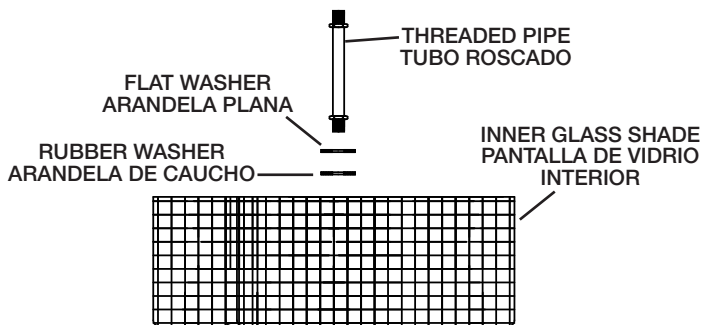 THREADED PIPE
TUBO ROSCADO
FLAT WASHER
ARANDELA PLANA
RUBBER WASHER
ARANDELA DE CAUCHO
INNER GLASS SHADE
PANTALLA DE VIDRIO
INTERIOR